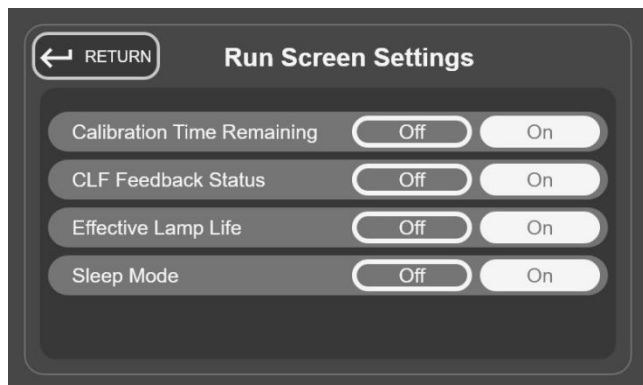 RETURN
Run Screen Settings
Calibration Time Remaining Off On
CLF Feedback Status Off On
Effective Lamp Life Off On
Sleep Mode Off On